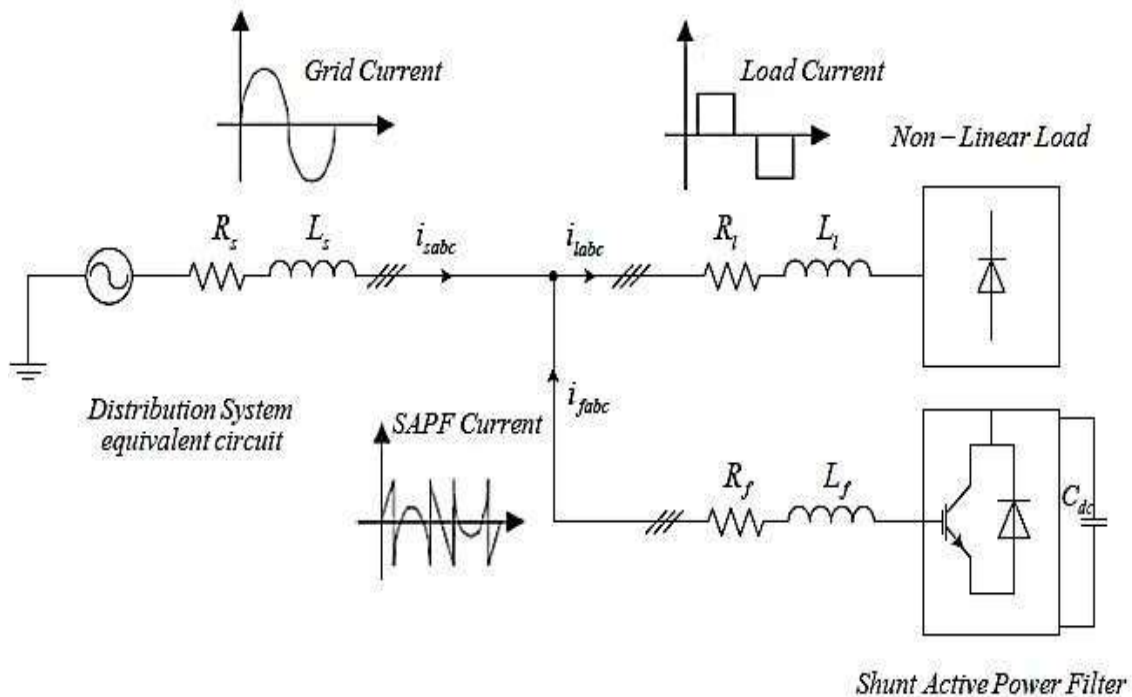 Grid Current
Load Current
Non – Linear Load
R_s
L_s
i_sabc
i_labc
R_l
L_l
Distribution System
equivalent circuit
SAPF Current
i_fabc
R_f
L_f
C_dc
Shunt Active Power Filter